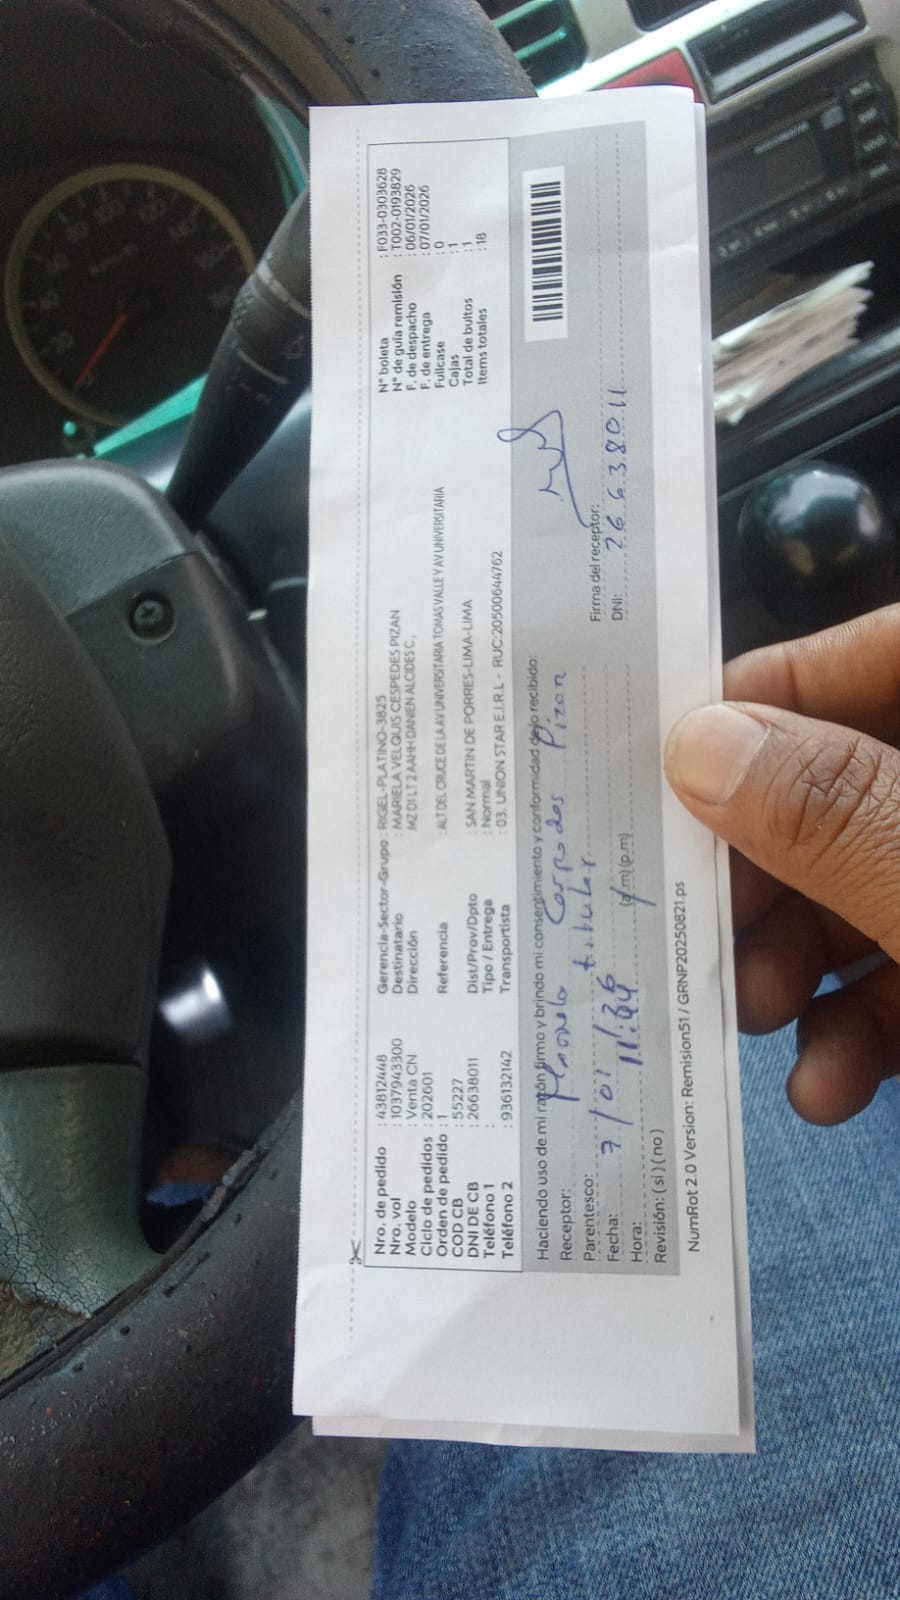 Nro. de pedido : 43812448
Nro. vol : 1037943300
Modelo : Venta CN
Ciclo de pedidos : 202601
Orden de pedido : 1
COD CB : 55227
DNI DE CB : 26638011
Teléfono 1 :
Teléfono 2 : 936132142
Gerencia-Sector-Grupo : RIGEL-PLATINO-3825
Destinatario : MARIELA VELQUIS CESPEDES PIZAN
Dirección MZ D1 LT 2 AAHH DANIEN ALCIDES C,
Referencia : ALT DEL CRUCE DE LA AV UNIVERSITARIA TOMAS VALLE Y AV UNIVERSITARIA
Dist/Prov/Dpto : SAN MARTIN DE PORRES-LIMA-LIMA
Tipo / Entrega : Normal
Transportista : 03. UNION STAR E.I.R.L - RUC:20500644762
N° boleta : F033-0303628
N° de guía remisión : T002-0193829
F. de despacho : 06/01/2026
F. de entrega : 07/01/2026
Fullcase : 0
Cajas : 1
Total de bultos : 1
Items totales : 18
Haciendo uso de mi razón firmo y brindo mi consentimiento y conformidad de lo recibido:
Receptor: Pizan
Parentesco: titular
Fecha: 7/01/26
Hora: 11:44 (a.m) (p.m)
Revisión: ( si ) ( no )
Firma del receptor:
DNI: 26638011
NumRot 2.0 Version: Remision51 / GRNP20250821.ps